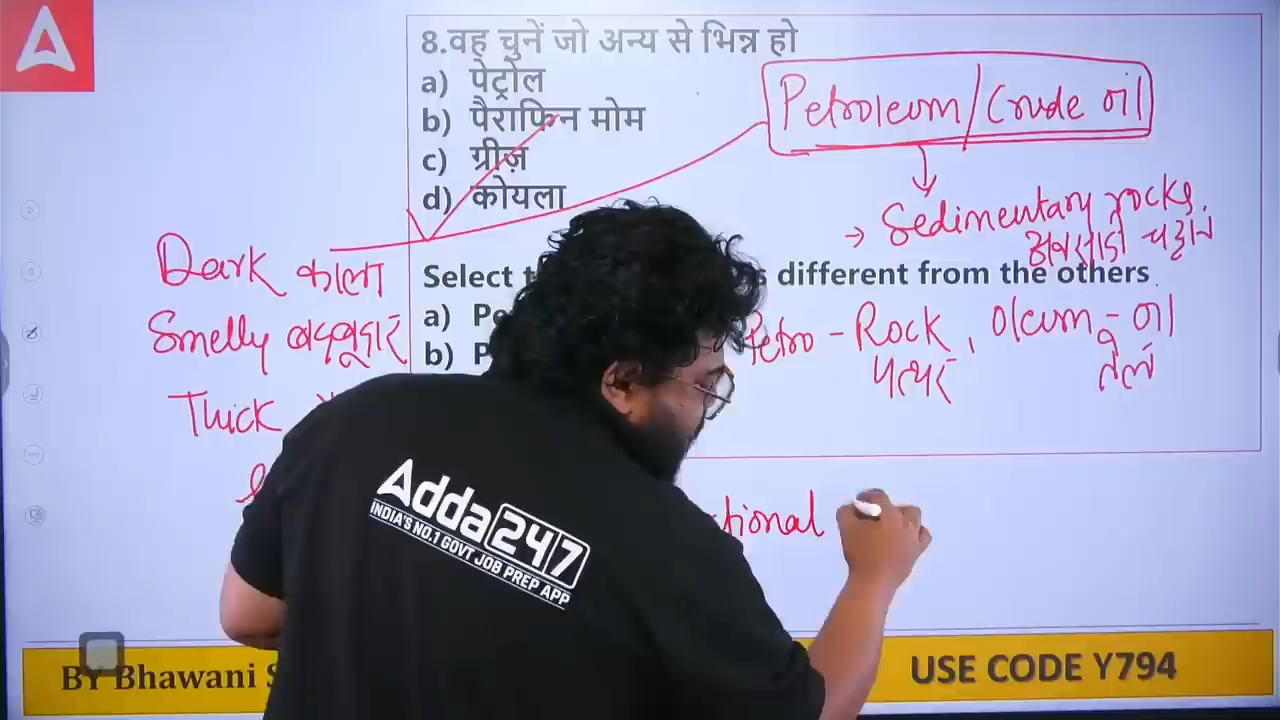 8.वह चुनें जो अन्य से भिन्न हो
a) पेट्रोल
b) पैराफिन मोम
c) ग्रीज़
d) कोयला
Petroleum/Crude oil
Sedimentary rocks.
अवसादी चट्टान
Dark काला
Smelly बदबूदार
Thick
Select different from the others
a)
b)
Petro - Rock, oleum - oil
पत्थर तेल
Adda247
INDIA'S NO.1 GOVT JOB PREP APP
BY Bhawani
USE CODE Y794